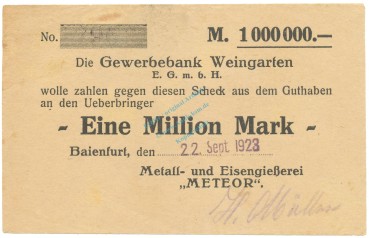 No.
M. 1000000.—
Die Gewerbebank Weingarten
E. G. m. b. H.
wolle zahlen gegen diesen Scheck aus dem Guthaben
an den Ueberbringer
- Eine Million Mark -
Baienfurt, den 22. Sept. 1923
Metall- und Eisengießerei
„METEOR“.